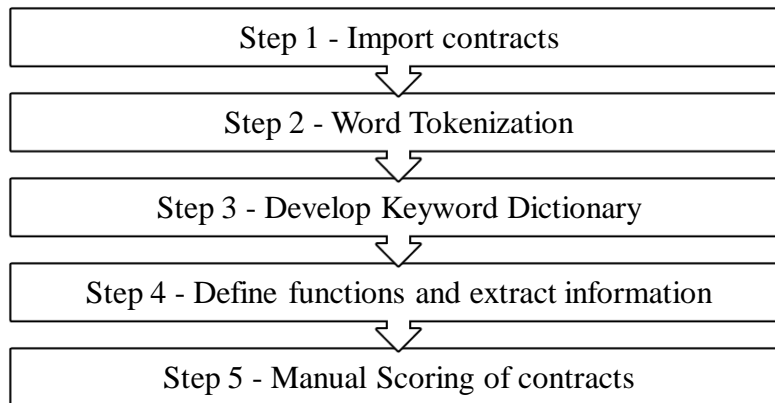 Step 1 - Import contracts
Step 2 - Word Tokenization
Step 3 - Develop Keyword Dictionary
Step 4 - Define functions and extract information
Step 5 - Manual Scoring of contracts